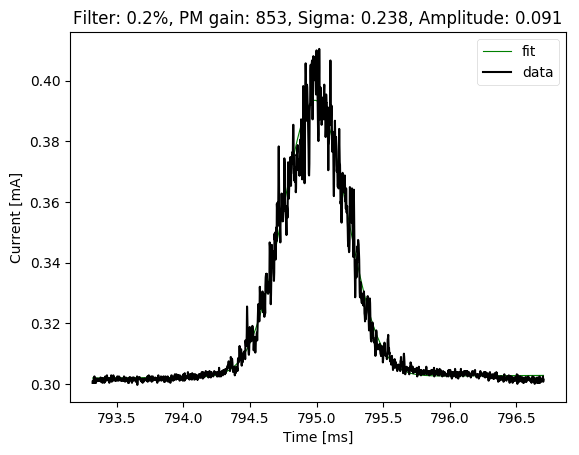 Filter: 0.2%, PM gain: 853, Sigma: 0.238, Amplitude: 0.091
fit
data
0.40
0.38
0.36
0.34
0.32
0.30
Current [mA]
793.5 794.0 794.5 795.0 795.5 796.0 796.5
Time [ms]